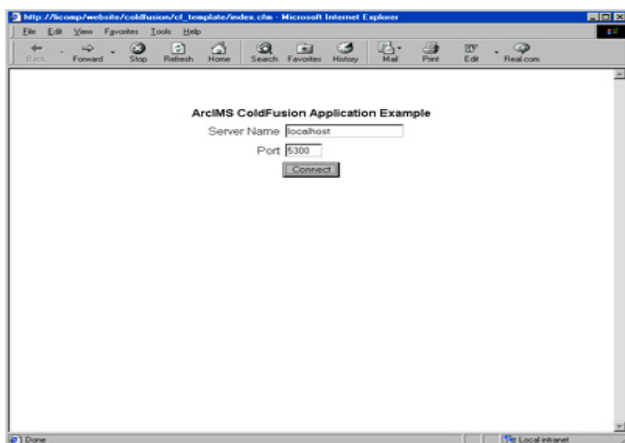 http://licomp/website/coldfusion/cf_template/index.cfm - Microsoft Internet Explorer
File Edit View Favorites Tools Help
Back Forward Stop Refresh Home Search Favorites History Mail Print Edit Real.com
ArcIMS ColdFusion Application Example
Server Name localhost
Port 5300
Connect
Done Local intranet